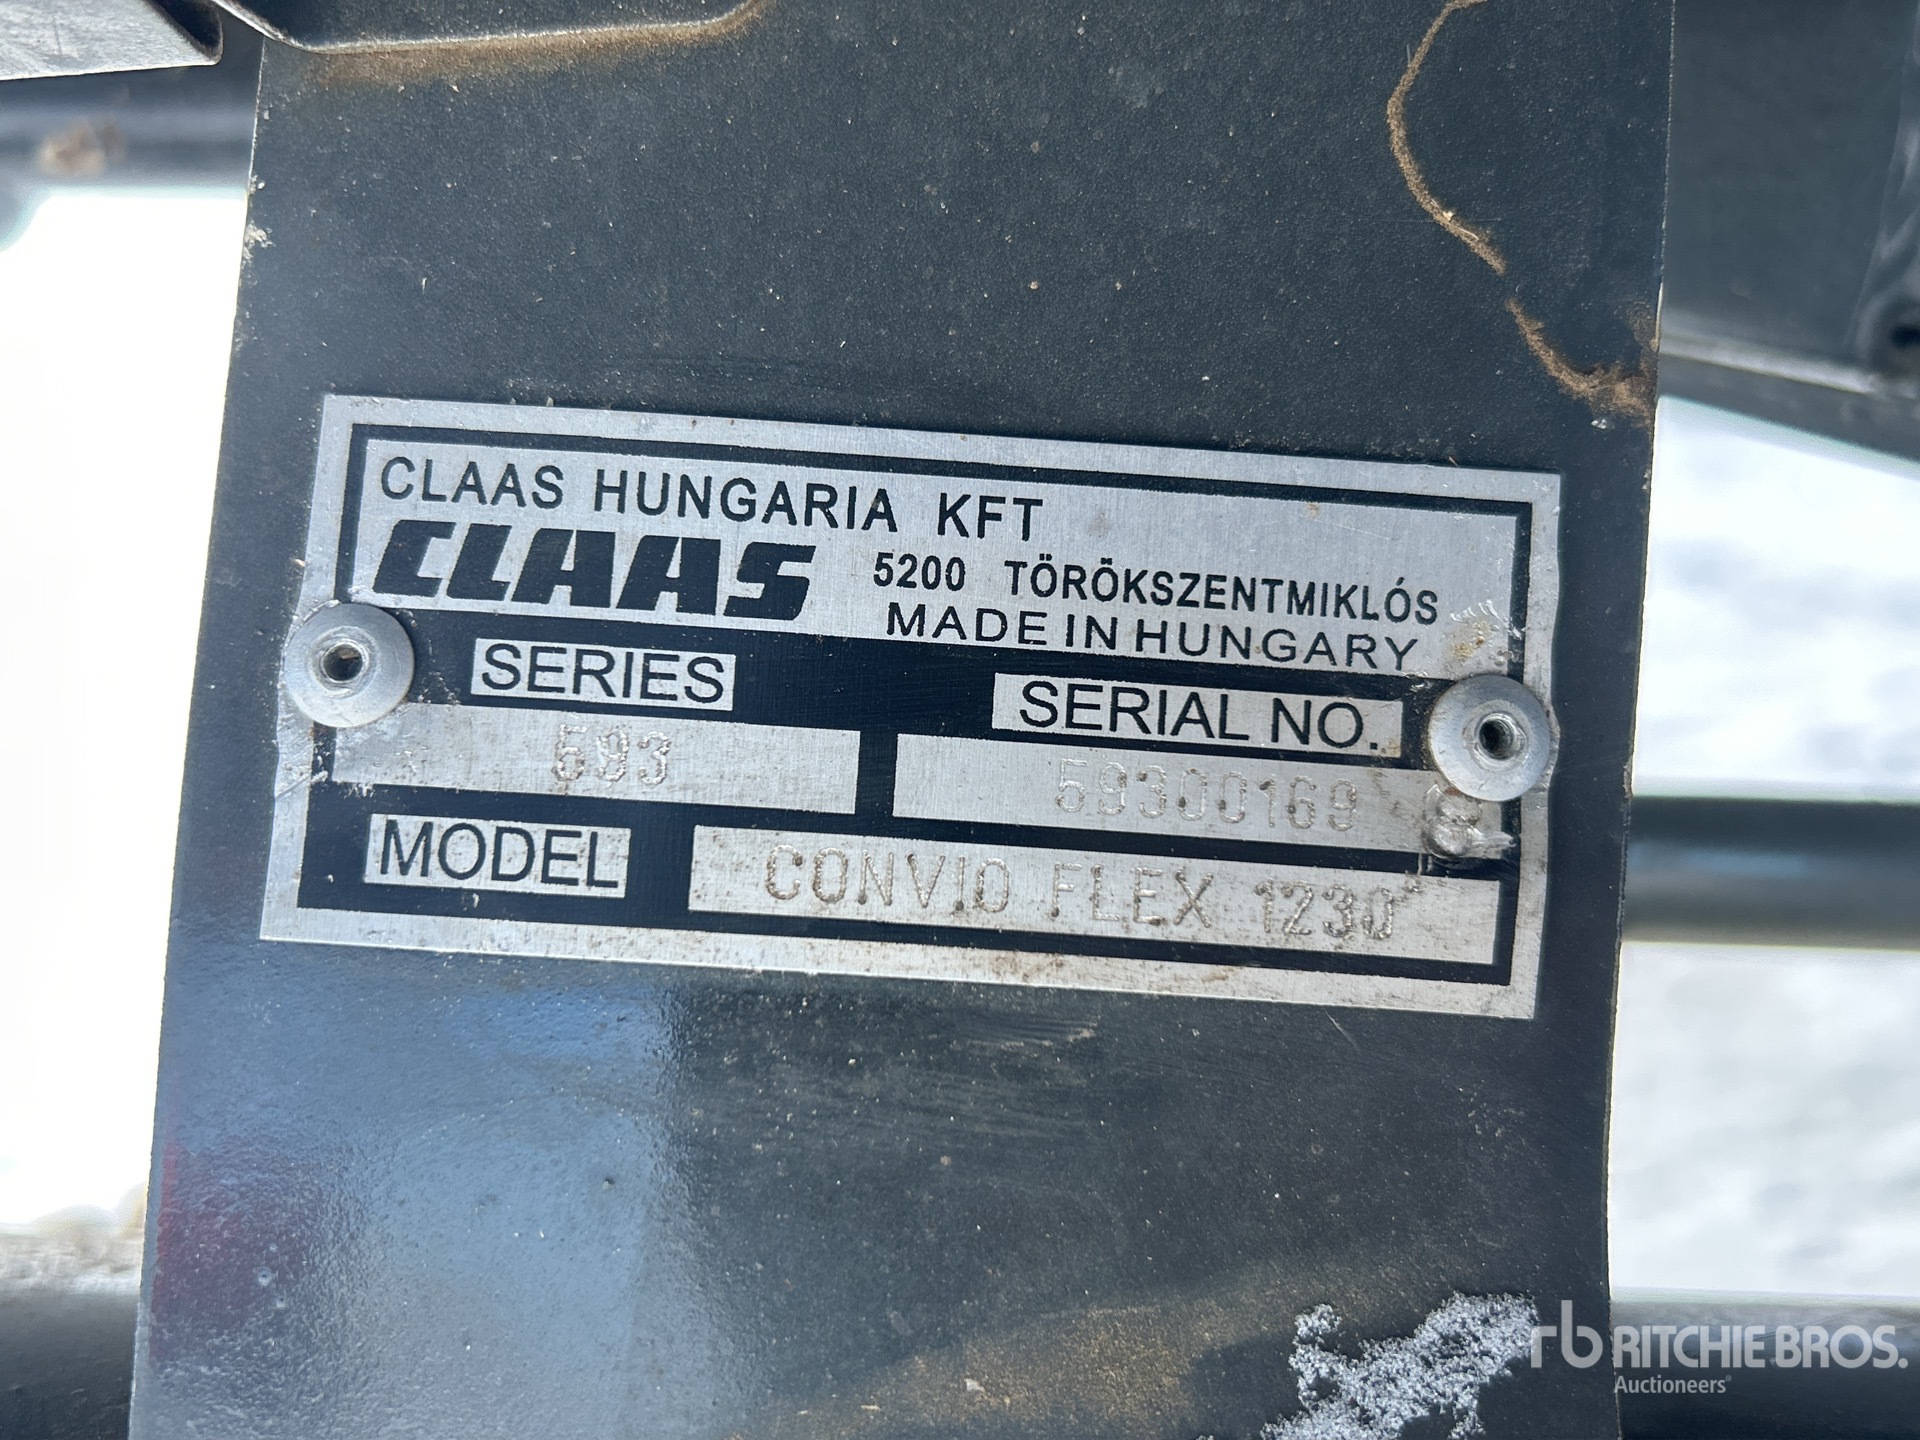 CLAAS HUNGARIA KFT
CLAAS 5200 TÖRÖKSZENTMIKLÓS
MADE IN HUNGARY
SERIES SERIAL NO.
593 59300169
MODEL CONVIO FLEX 1230
rb RITCHIE BROS.
Auctioneers